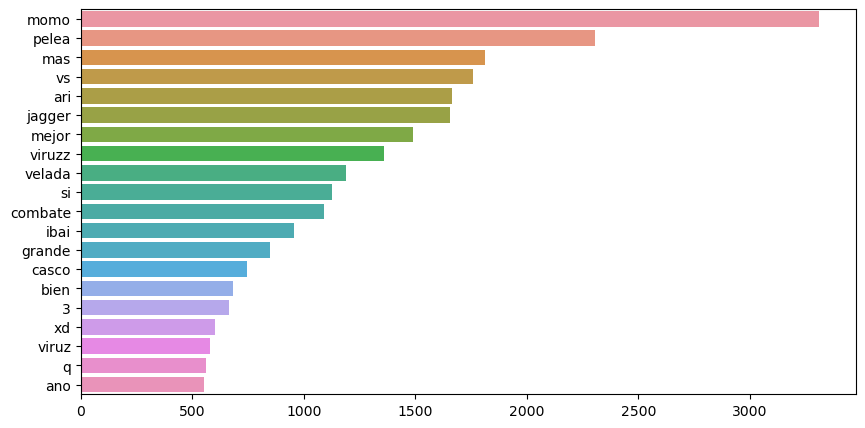 momo
pelea
mas
vs
ari
jagger
mejor
viruzz
velada
si
combate
ibai
grande
casco
bien
3
xd
viruz
q
ano
0 500 1000 1500 2000 2500 3000